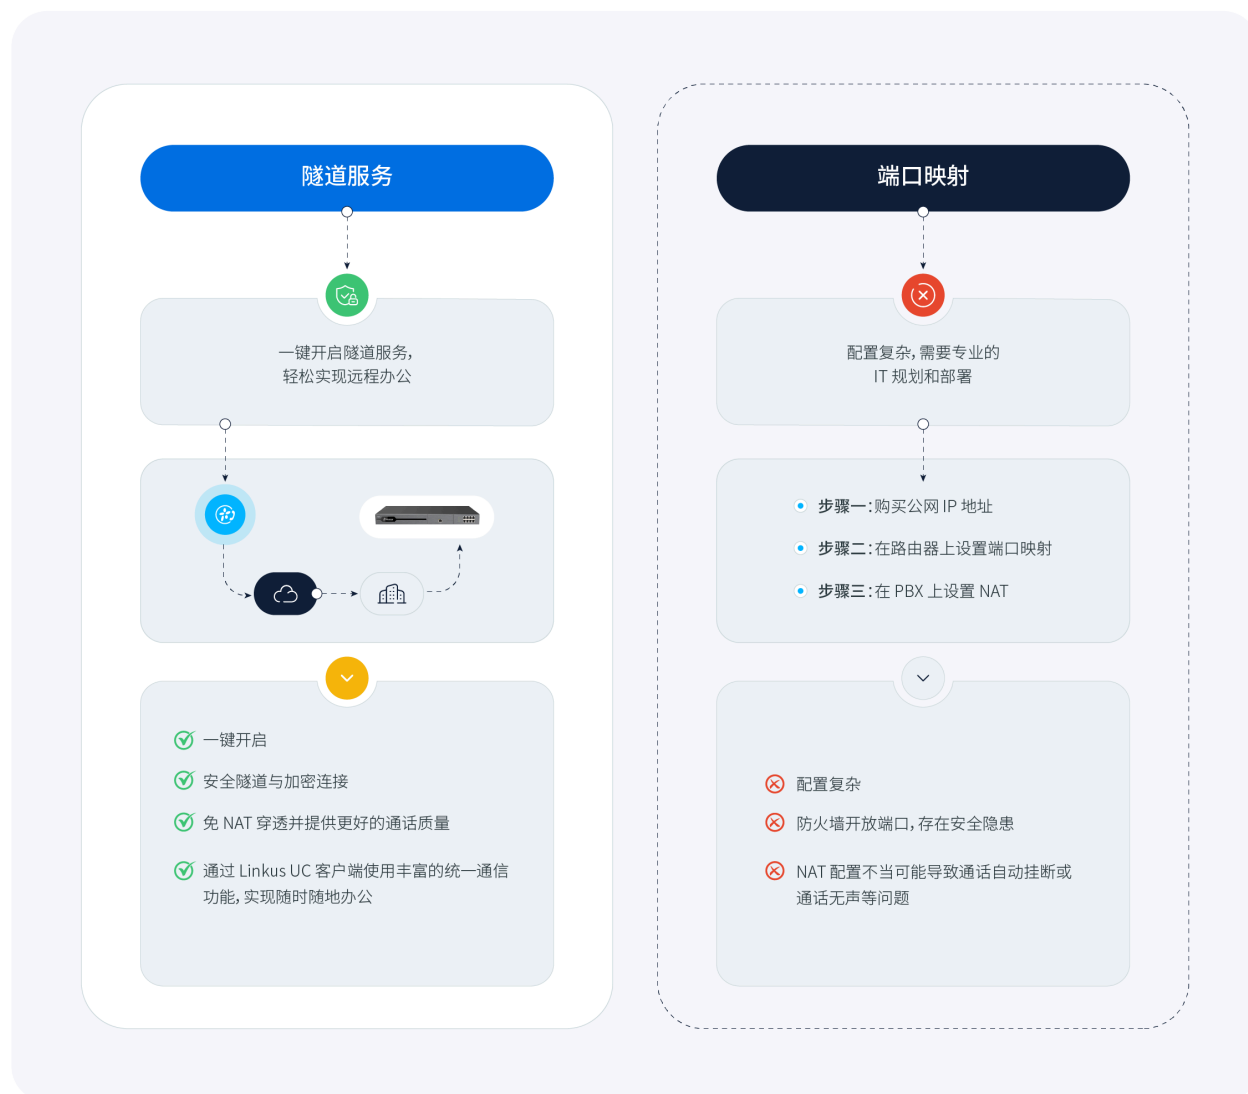 隧道服务
一键开启隧道服务,
轻松实现远程办公
一键开启
安全隧道与加密连接
免 NAT 穿透并提供更好的通话质量
通过 Linkus UC 客户端使用丰富的统一通信
功能, 实现随时随地办公
端口映射
配置复杂, 需要专业的
IT 规划和部署
步骤一: 购买公网 IP 地址
步骤二: 在路由器上设置端口映射
步骤三: 在 PBX 上设置 NAT
配置复杂
防火墙开放端口, 存在安全隐患
NAT 配置不当可能导致通话自动挂断或
通话无声等问题